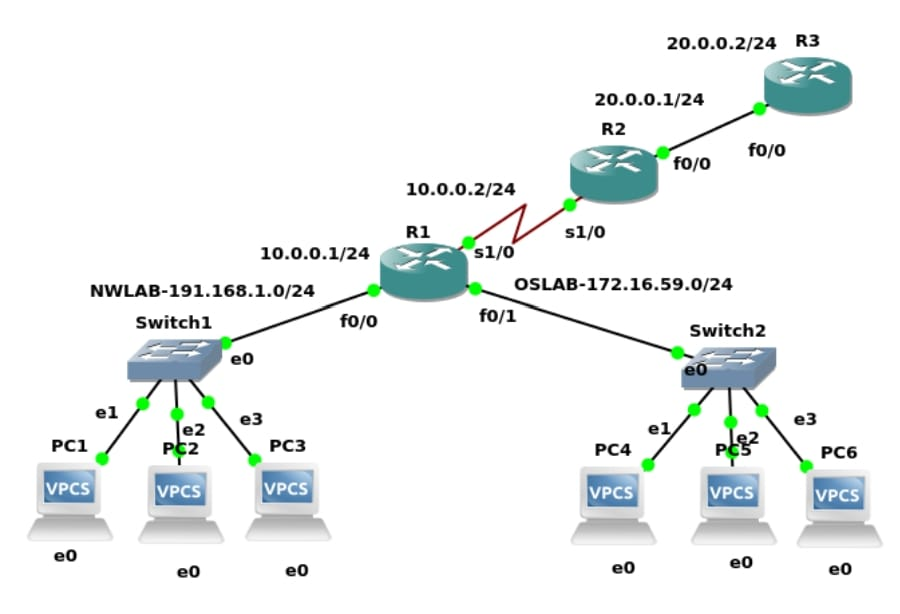 20.0.0.2/24
R3
20.0.0.1/24
R2
f0/0
f0/0
10.0.0.2/24
s1/0
R1
s1/0
10.0.0.1/24
NWLAB-191.168.1.0/24
OSLAB-172.16.59.0/24
f0/0
f0/1
Switch1
e0
Switch2
e0
e1
e2
e3
PC1
PC2
PC3
VPCS
VPCS
VPCS
e0
e0
e0
e1
e2
e3
PC4
PC5
PC6
VPCS
VPCS
VPCS
e0
e0
e0